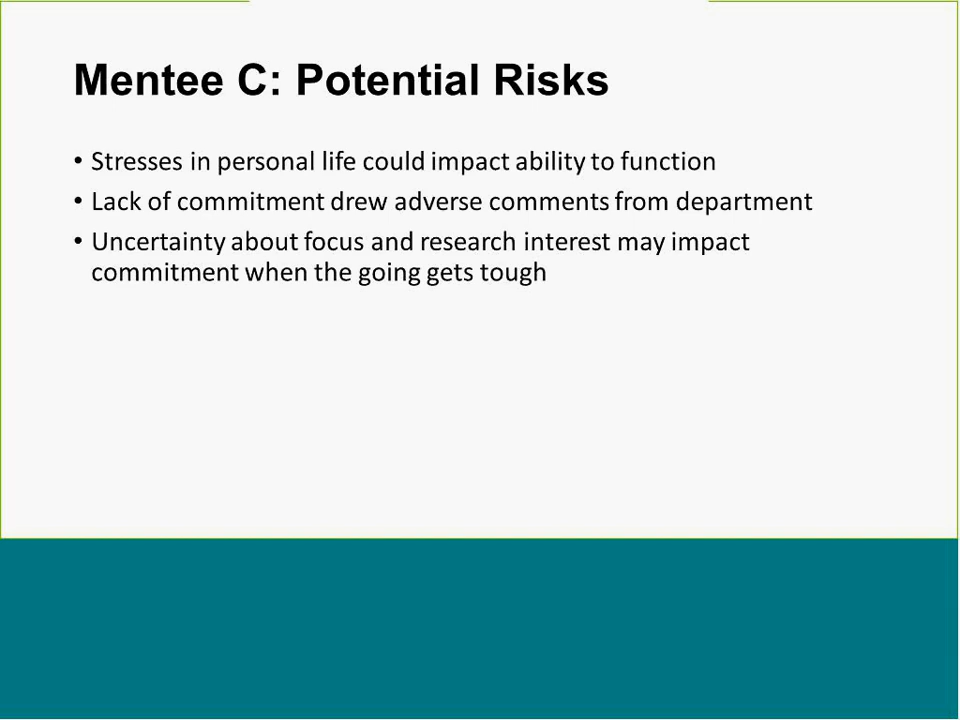 Mentee C: Potential Risks
• Stresses in personal life could impact ability to function
• Lack of commitment drew adverse comments from department
• Uncertainty about focus and research interest may impact
commitment when the going gets tough